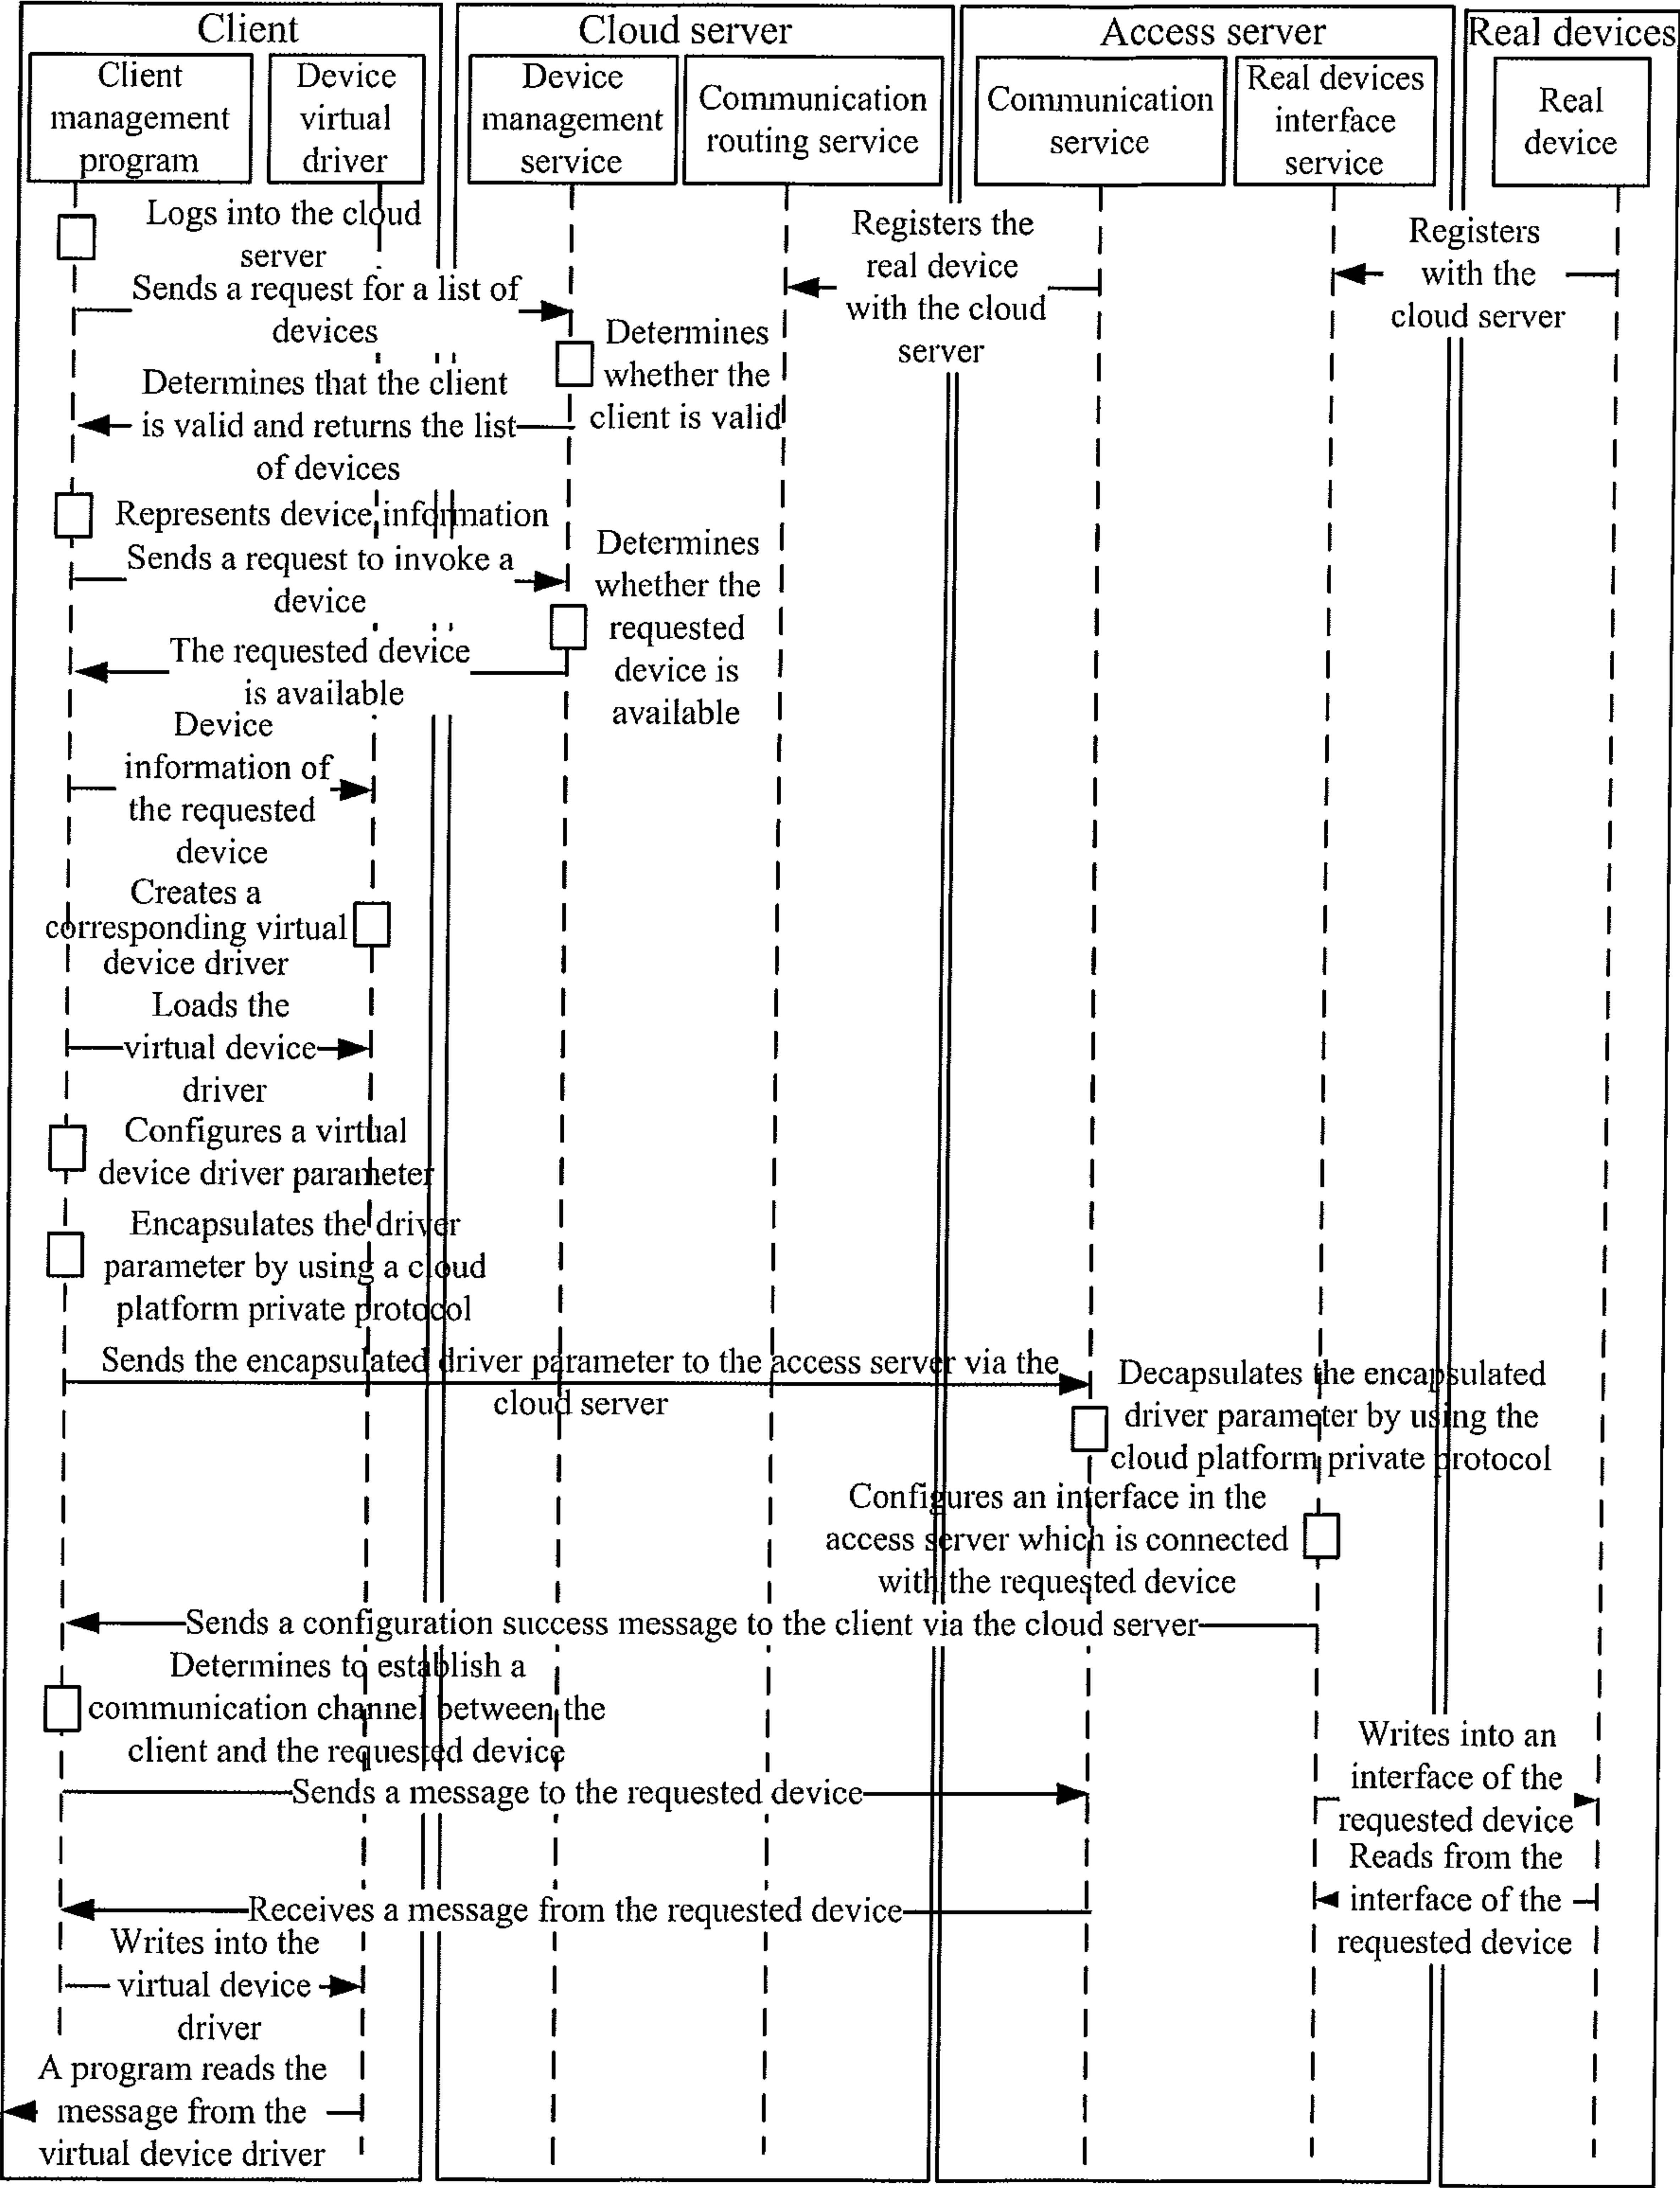 Client
Cloud server
Access server
Real devices
Client
management
program
Device
virtual
driver
Device
management
service
Communication
routing service
Communication
service
Real devices
interface
service
Real
device
Logs into the cloud
server
Registers the
real device
with the cloud
server
Registers
with the
cloud server
Sends a request for a list of
devices
Determines
whether the
client is valid
Determines that the client
is valid and returns the list
of devices
Represents device information
Sends a request to invoke a
device
Determines
whether the
requested
device is
available
The requested device
is available
Device
information of
the requested
device
Creates a
corresponding virtual
device driver
Loads the
virtual device
driver
Configures a virtual
device driver parameter
Encapsulates the driver
parameter by using a cloud
platform private protocol
Sends the encapsulated driver parameter to the access server via the
cloud server
Decapsulates the encapsulated
driver parameter by using the
cloud platform private protocol
Configures an interface in the
access server which is connected
with the requested device
Sends a configuration success message to the client via the cloud server
Determines to establish a
communication channel between the
client and the requested device
Sends a message to the requested device
Writes into an
interface of the
requested device
Reads from the
interface of the
requested device
Receives a message from the requested device
Writes into the
virtual device
driver
A program reads the
message from the
virtual device driver